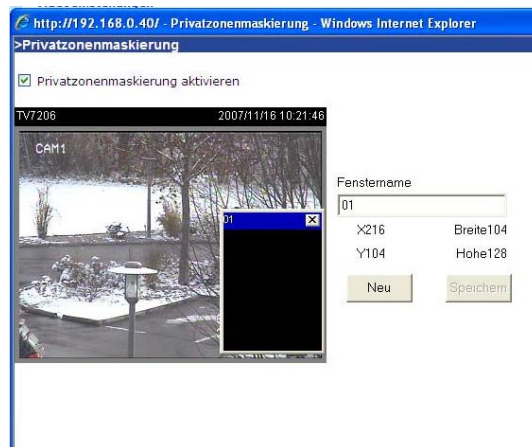 http://192.168.0.40/ - Privatzonenmaskierung - Windows Internet Explorer
>Privatzonenmaskierung
Privatzonenmaskierung aktivieren
TV7206 2007/11/16 10:21:46
CAM1
01
Fenstername
01
X216 Breite104
Y104 Hohe128
Neu Speichern